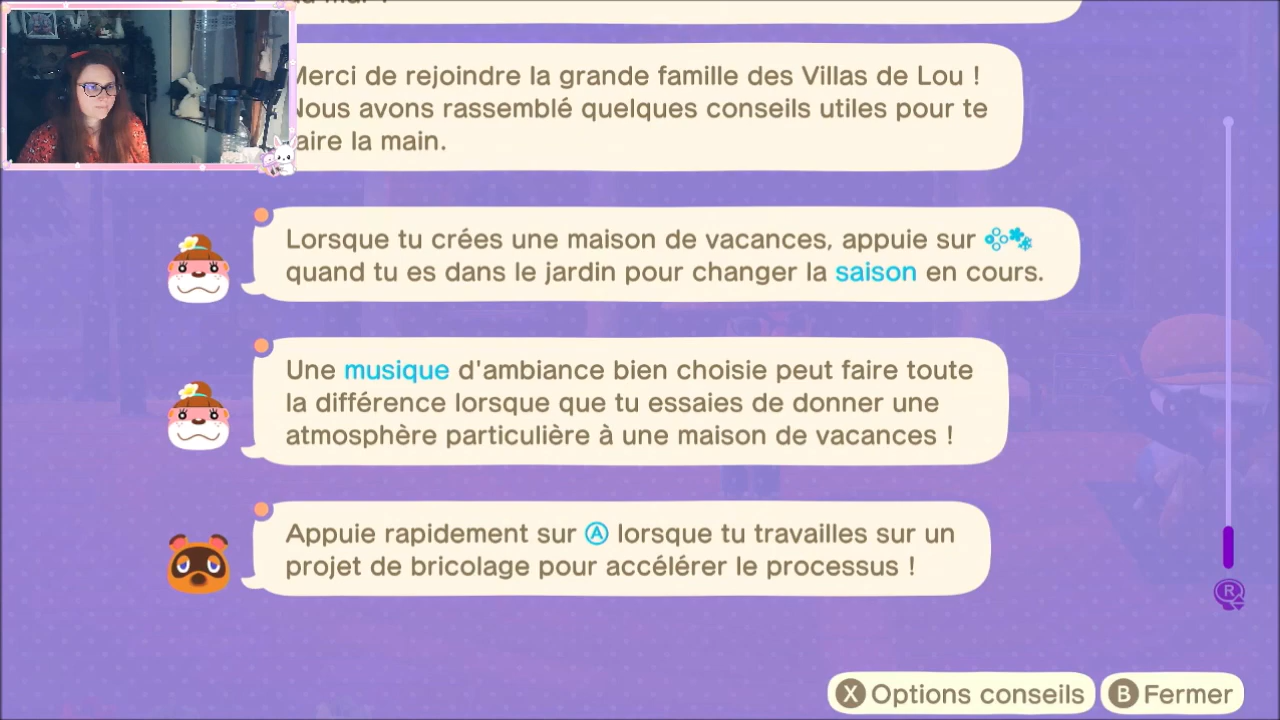 Merci de rejoindre la grande famille des Villas de Lou !
Nous avons rassemblé quelques conseils utiles pour te
faire la main.
Lorsque tu crées une maison de vacances, appuie sur
quand tu es dans le jardin pour changer la saison en cours.
Une musique d'ambiance bien choisie peut faire toute
la différence lorsque que tu essaies de donner une
atmosphère particulière à une maison de vacances !
Appuie rapidement sur A lorsque tu travailles sur un
projet de bricolage pour accélérer le processus !
R
X Options conseils B Fermer